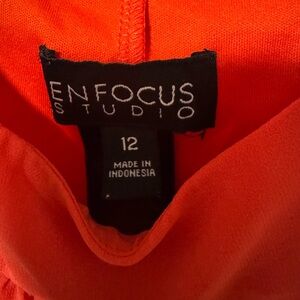 ENFOCUS
STUDIO
12
MADE IN
INDONESIA